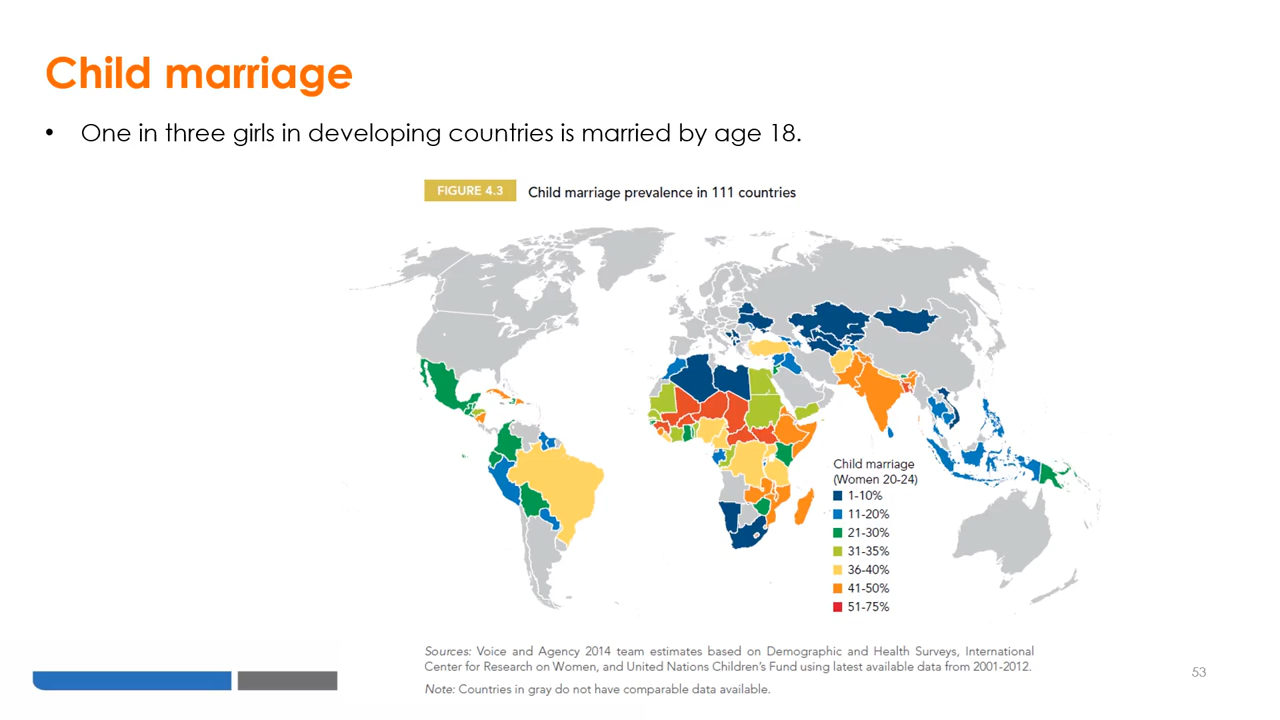 Child marriage
• One in three girls in developing countries is married by age 18.
FIGURE 4.3 Child marriage prevalence in 111 countries
Child marriage
(Women 20-24)
1-10%
11-20%
21-30%
31-35%
36-40%
41-50%
51-75%
Sources: Voice and Agency 2014 team estimates based on Demographic and Health Surveys, International
Center for Research on Women, and United Nations Children's Fund using latest available data from 2001-2012.
Note: Countries in gray do not have comparable data available.
53